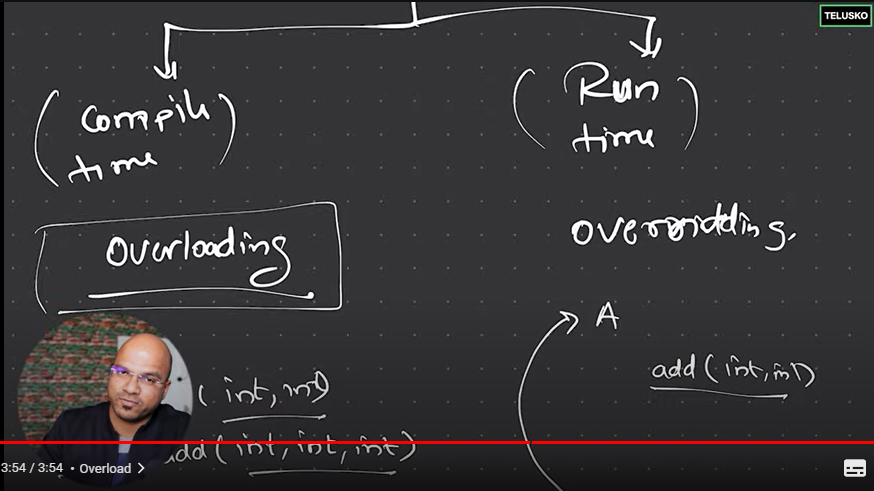 TELUSKO
(Compile time)
(Run time)
Overloading
Overridding.
A
add (int, int)
( int, int)
add ( int, int, int)
3:54 / 3:54 • Overload >